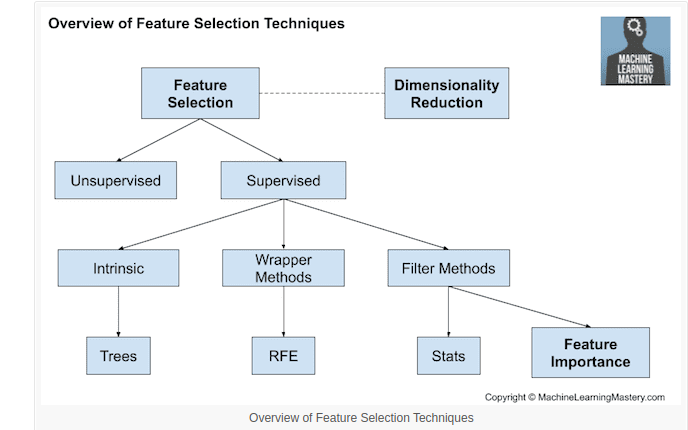 Overview of Feature Selection Techniques
MACHINE
LEARNING
MASTERY
Feature
Selection
Dimensionality
Reduction
Unsupervised
Supervised
Intrinsic
Wrapper
Methods
Filter Methods
Trees
RFE
Stats
Feature
Importance
Copyright © MachineLearningMastery.com
Overview of Feature Selection Techniques